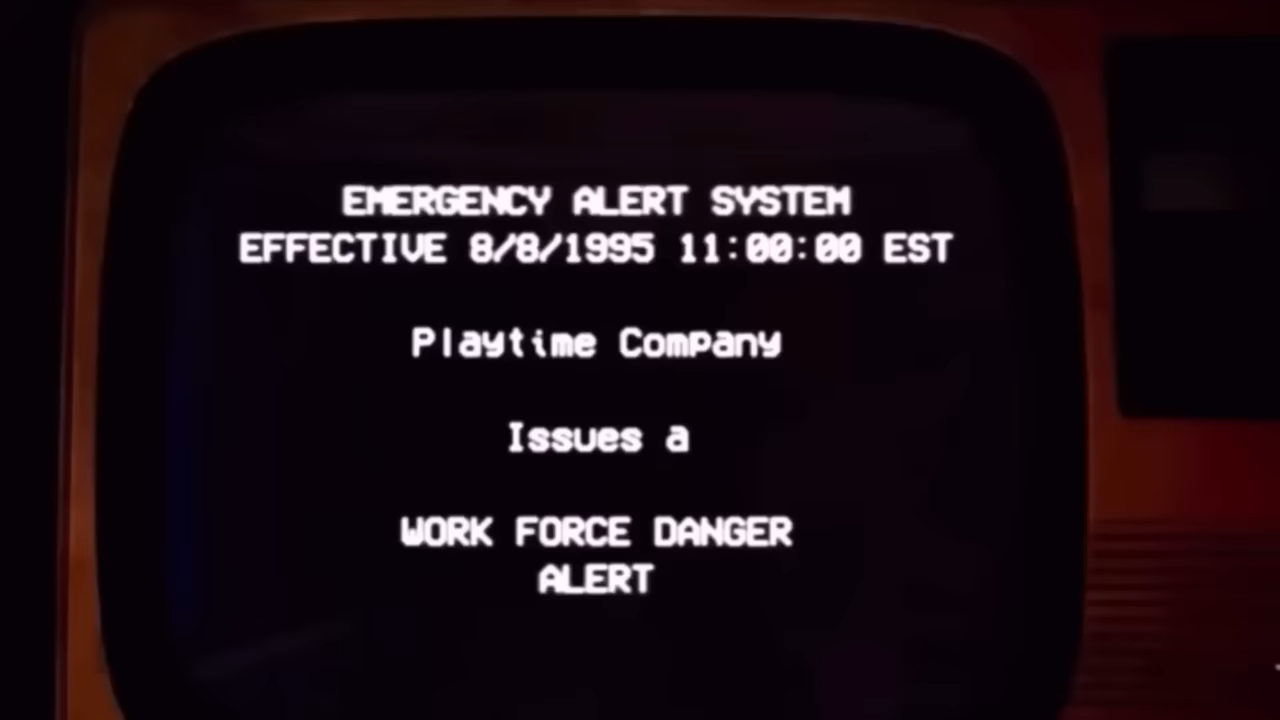 EMERGENCY ALERT SYSTEM
EFFECTIVE 8/8/1995 11:00:00 EST
Playtime Company
Issues a
WORK FORCE DANGER
ALERT